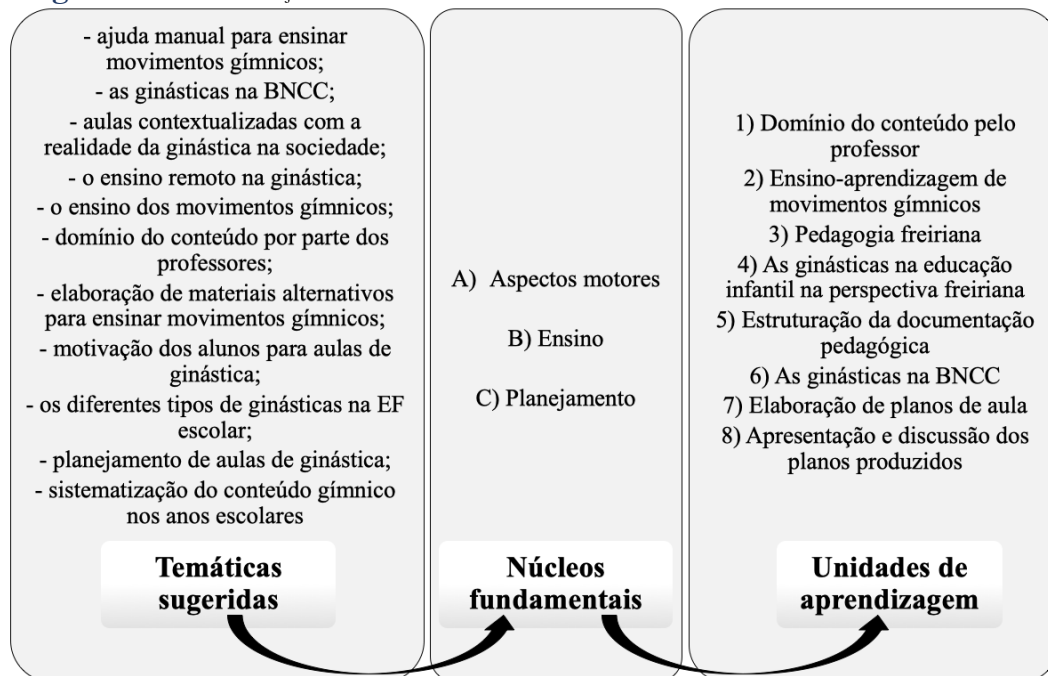 - ajuda manual para ensinar
movimentos gímnicos;
- as ginásticas na BNCC;
- aulas contextualizadas com a
realidade da ginástica na sociedade;
- o ensino remoto na ginástica;
- o ensino dos movimentos gímnicos;
- domínio do conteúdo por parte dos
professores;
- elaboração de materiais alternativos
para ensinar movimentos gímnicos;
- motivação dos alunos para aulas de
ginástica;
- os diferentes tipos de ginásticas na EF
escolar;
- planejamento de aulas de ginástica;
- sistematização do conteúdo gímnico
nos anos escolares
Temáticas
sugeridas
A) Aspectos motores
B) Ensino
C) Planejamento
Núcleos
fundamentais
1) Domínio do conteúdo pelo
professor
2) Ensino-aprendizagem de
movimentos gímnicos
3) Pedagogia freiriana
4) As ginásticas na educação
infantil na perspectiva freiriana
5) Estruturação da documentação
pedagógica
6) As ginásticas na BNCC
7) Elaboração de planos de aula
8) Apresentação e discussão dos
planos produzidos
Unidades de
aprendizagem